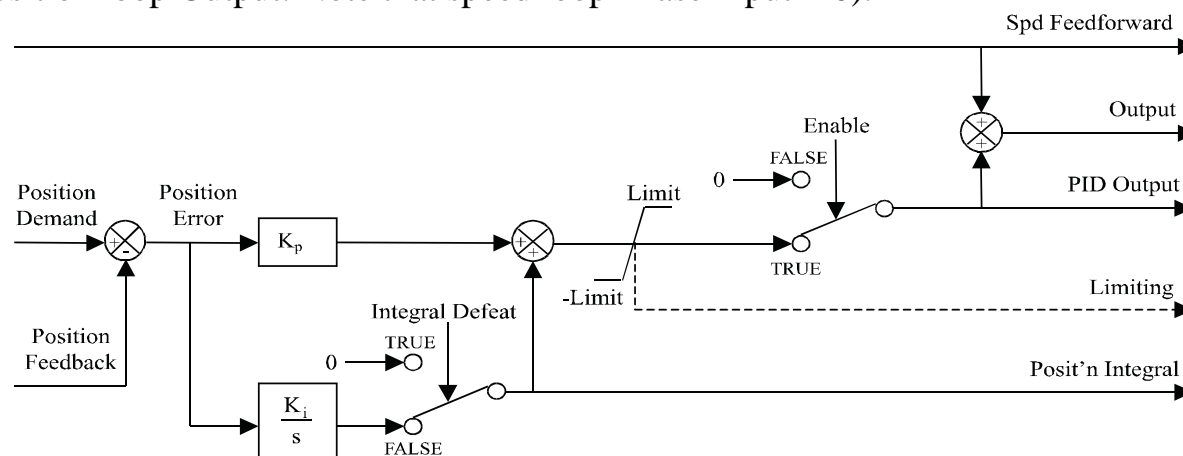 Spd Feedforward
Output
Enable
FALSE
0
PID Output
Position
Demand
Position
Error
Limit
+
-
K_p
+
+
+
+
TRUE
-Limit
Limiting
Integral Defeat
Position
Feedback
TRUE
0
Posit'n Integral
K_i
s
FALSE